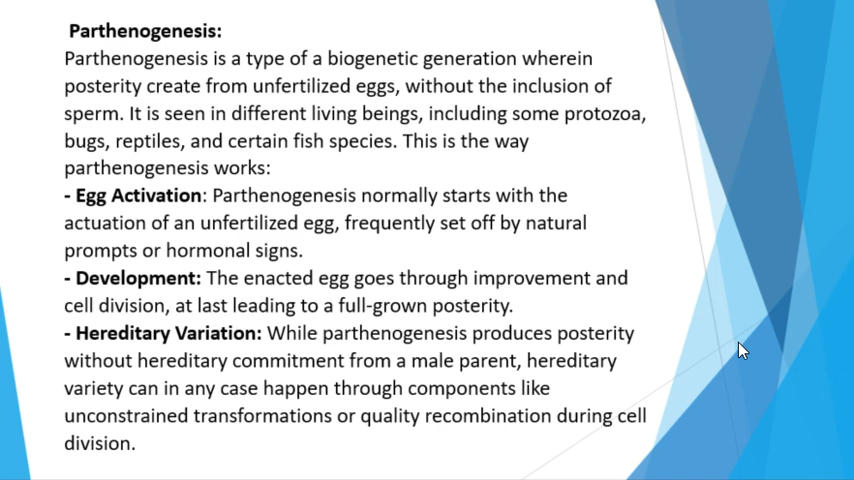 Parthenogenesis:
Parthenogenesis is a type of a biogenetic generation wherein
posterity create from unfertilized eggs, without the inclusion of
sperm. It is seen in different living beings, including some protozoa,
bugs, reptiles, and certain fish species. This is the way
parthenogenesis works:
- Egg Activation: Parthenogenesis normally starts with the
actuation of an unfertilized egg, frequently set off by natural
prompts or hormonal signs.
- Development: The enacted egg goes through improvement and
cell division, at last leading to a full-grown posterity.
- Hereditary Variation: While parthenogenesis produces posterity
without hereditary commitment from a male parent, hereditary
variety can in any case happen through components like
unconstrained transformations or quality recombination during cell
division.